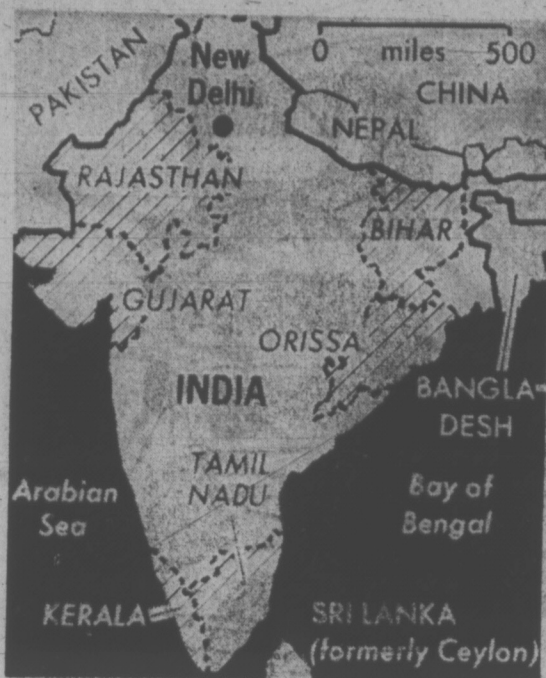 PAKISTAN
New
Delhi
0 miles 500
CHINA
NEPAL
RAJASTHAN
BIHAR
GUJARAT
ORISSA
INDIA
BANGLA-
DESH
TAMIL
NADU
Arabian
Sea
Bay of
Bengal
KERALA
SRI LANKA
(formerly Ceylon)